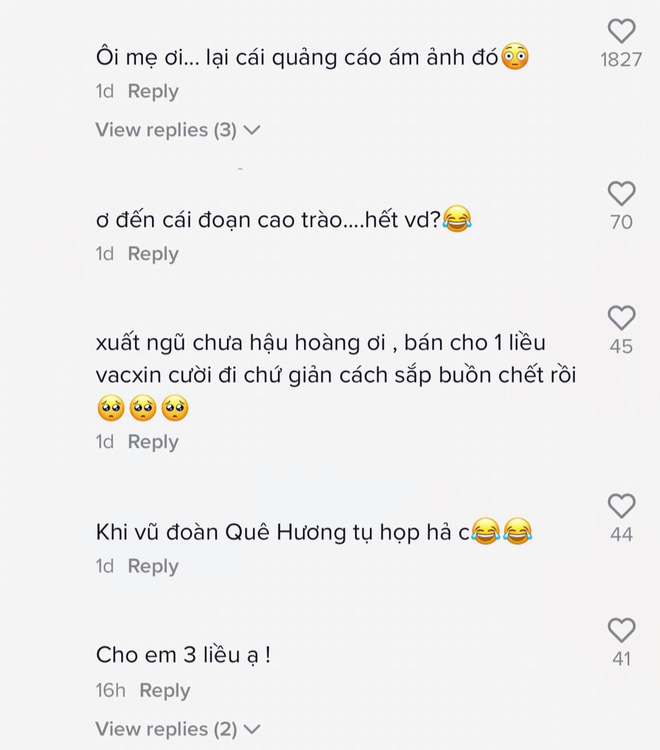 Ôi mẹ ơi... lại cái quảng cáo ám ảnh đó😳
1827
1d Reply
View replies (3)
ơ đến cái đoạn cao trào....hết vd?😂
70
1d Reply
xuất ngũ chưa hậu hoàng ơi , bán cho 1 liều
45
vacxin cười đi chứ giản cách sắp buồn chết rồi
🥺🥺🥺
1d Reply
Khi vũ đoàn Quê Hương tụ họp hả c😂😂
44
1d Reply
Cho em 3 liều ạ !
41
16h Reply
View replies (2)